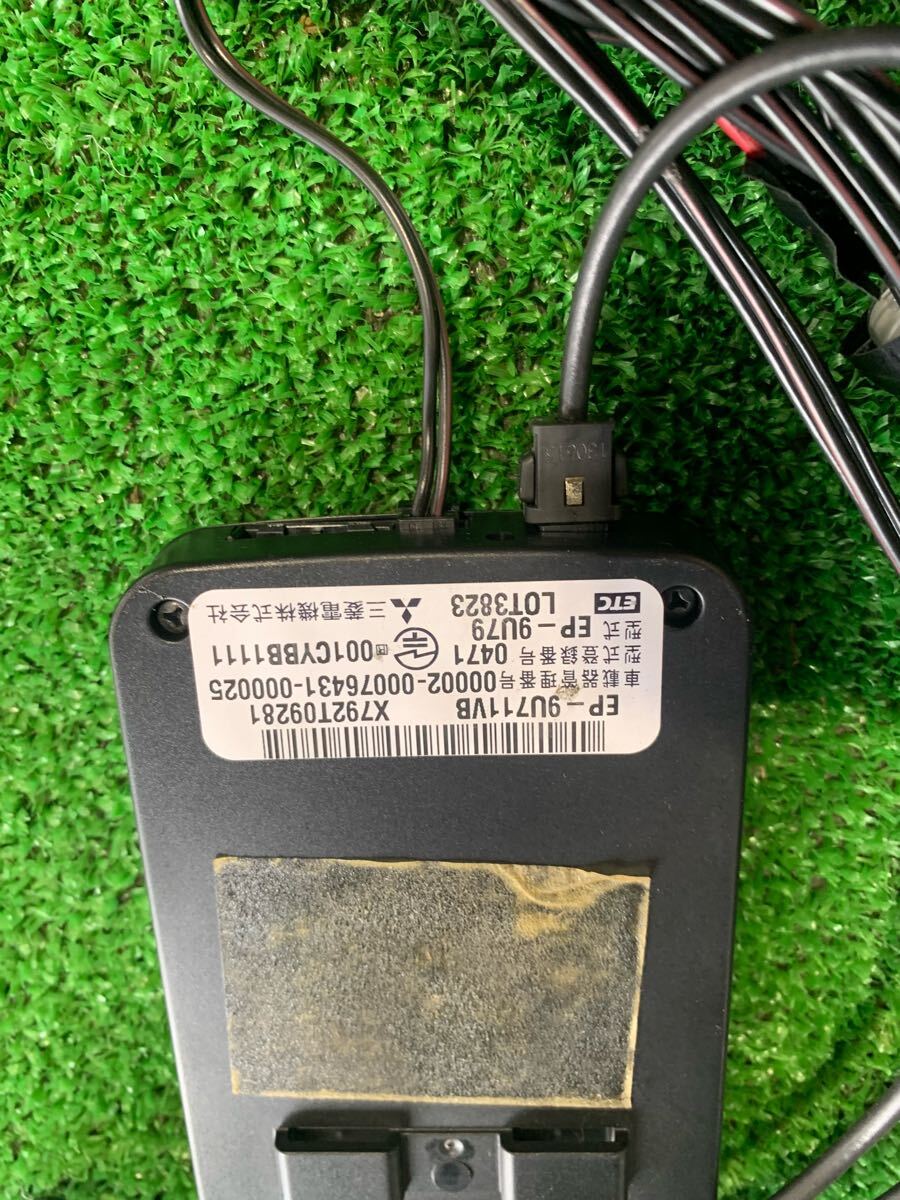 EP-9U711VB X792T09281
車載器管理番号 00002-00076431-000025
型式登録番号 0471 001CYBB1111
型式 EP-9U79
ETC LOT3823 三菱電機株式会社